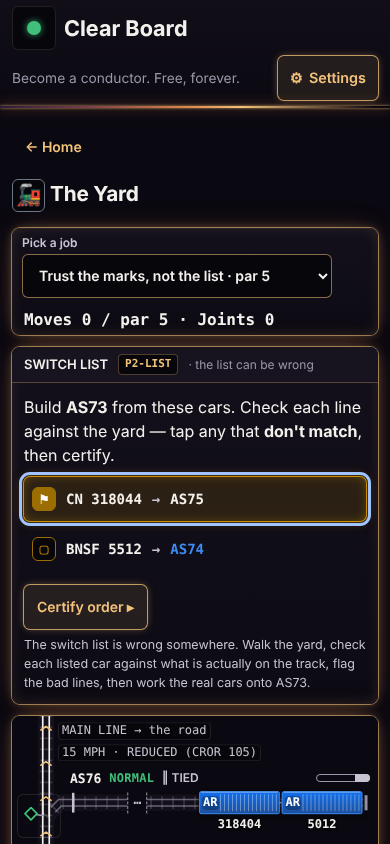 Clear Board
Become a conductor. Free, forever.
⚙ Settings
← Home
The Yard
Pick a job
Trust the marks, not the list · par 5
Moves 0 / par 5 · Joints 0
SWITCH LIST P2-LIST · the list can be wrong
Build AS73 from these cars. Check each line
against the yard — tap any that don't match,
then certify.
⚑ CN 318044 → AS75
▢ BNSF 5512 → AS74
Certify order ▸
The switch list is wrong somewhere. Walk the yard, check
each listed car against what is actually on the track, flag
the bad lines, then work the real cars onto AS73.
MAIN LINE → the road
15 MPH · REDUCED (CROR 105)
AS76 NORMAL ‖ TIED
⋯ AR AR
318404 5012